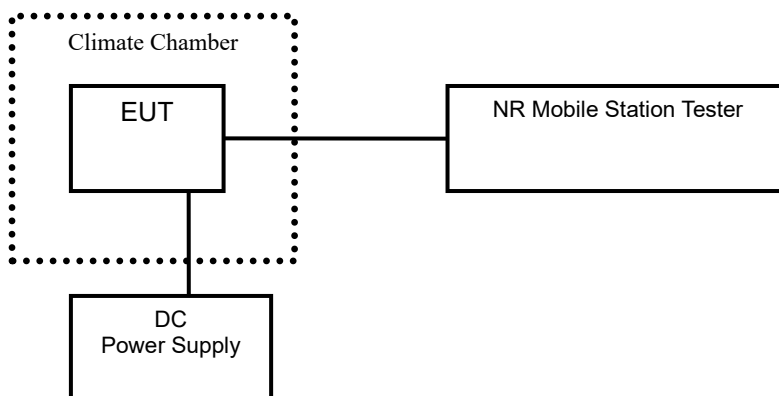 Climate Chamber
EUT
NR Mobile Station Tester
DC
Power Supply